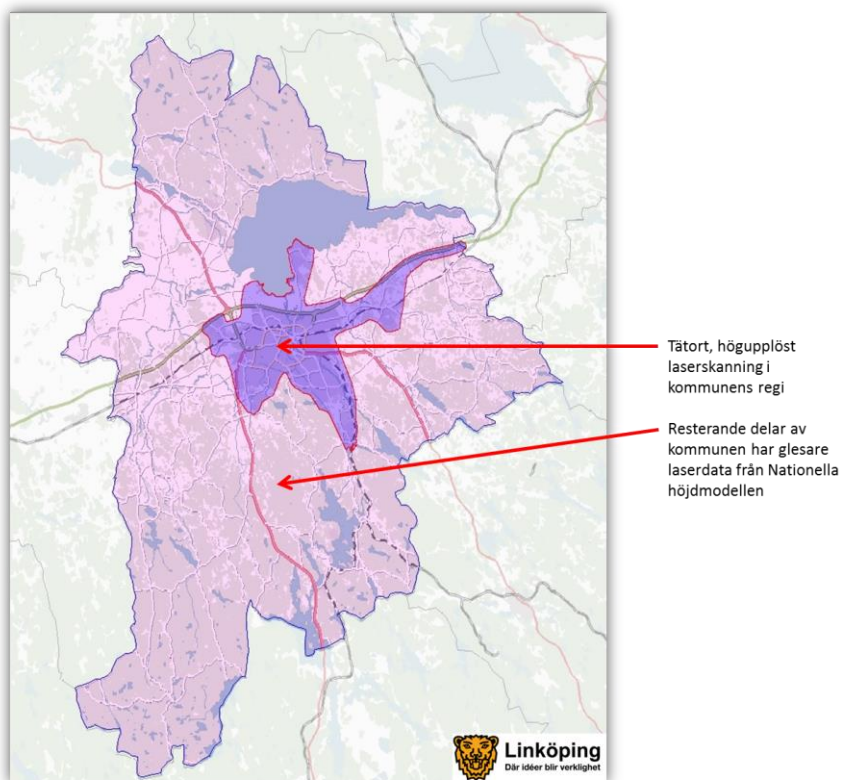 Tätort, högupplöst
laserskanning i
kommunens regi
Resterande delar av
kommunen har glesare
laserdata från Nationella
höjdmodellen
Linköping
Där idéer blir verklighet